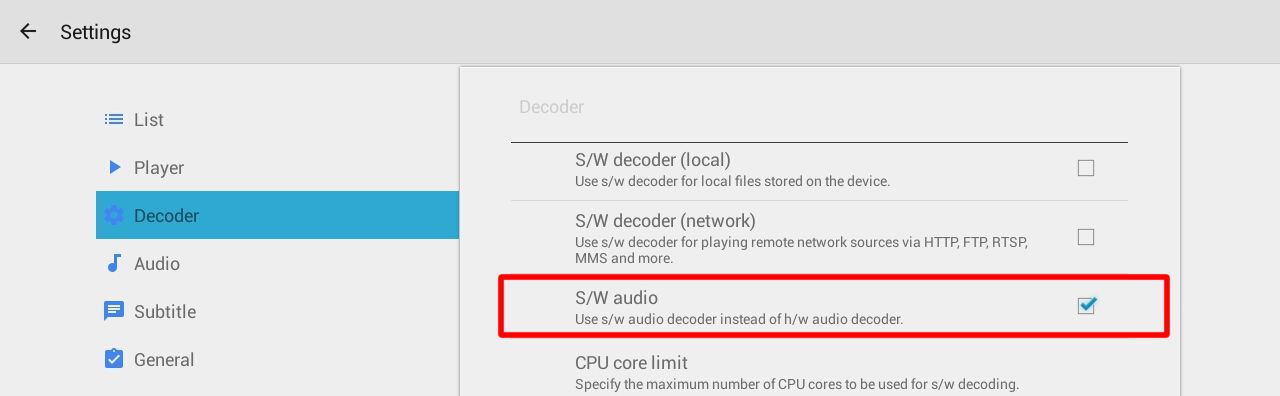 Settings
List
Player
Decoder
Audio
Subtitle
General
Decoder
S/W decoder (local)
Use s/w decoder for local files stored on the device.
S/W decoder (network)
Use s/w decoder for playing remote network sources via HTTP, FTP, RTSP,
MMS and more.
S/W audio
Use s/w audio decoder instead of h/w audio decoder.
CPU core limit
Specify the maximum number of CPU cores to be used for s/w decoding.